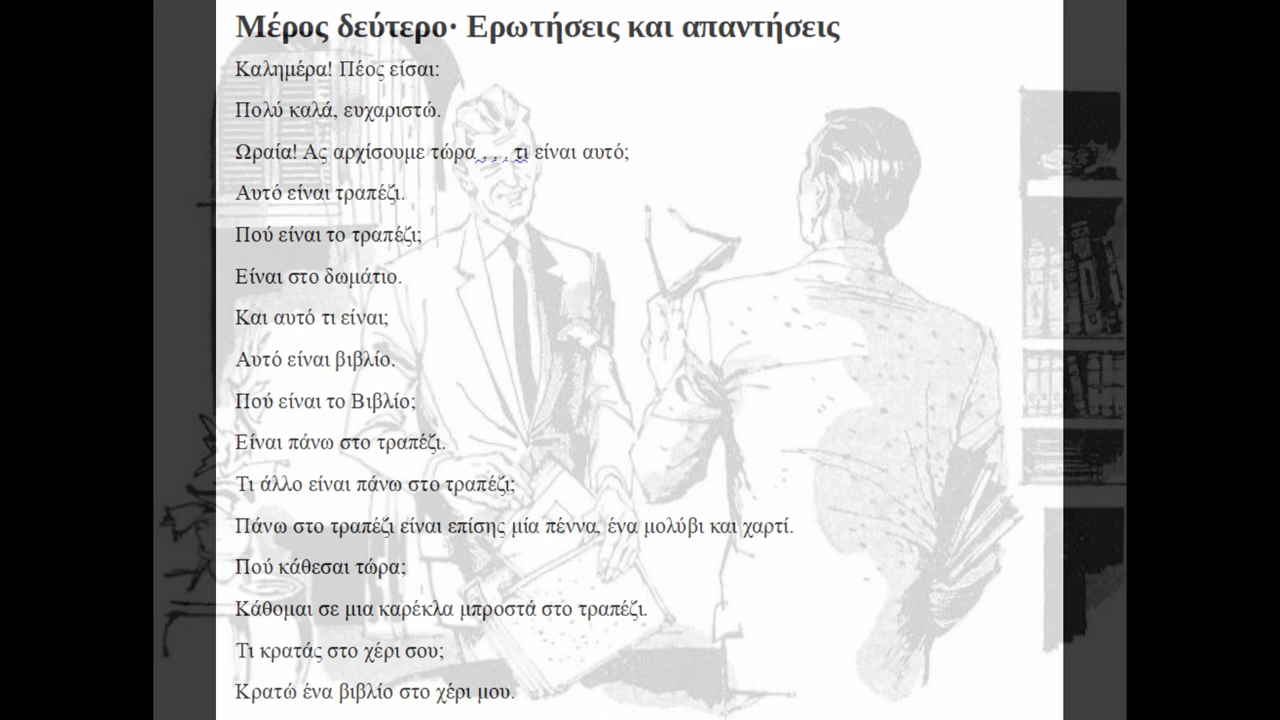 Μέρος δεύτερο· Ερωτήσεις και απαντήσεις
Καλημέρα! Πέος είσαι:
Πολύ καλά, ευχαριστώ.
Ωραία! Ας αρχίσουμε τώρα . . . τι είναι αυτό;
Αυτό είναι τραπέζι.
Πού είναι το τραπέζι;
Είναι στο δωμάτιο.
Και αυτό τι είναι;
Αυτό είναι βιβλίο.
Πού είναι το Βιβλίο;
Είναι πάνω στο τραπέζι.
Τι άλλο είναι πάνω στο τραπέζι;
Πάνω στο τραπέζι είναι επίσης μία πέννα, ένα μολύβι και χαρτί.
Πού κάθεσαι τώρα;
Κάθομαι σε μια καρέκλα μπροστά στο τραπέζι.
Τι κρατάς στο χέρι σου;
Κρατώ ένα βιβλίο στο χέρι μου.